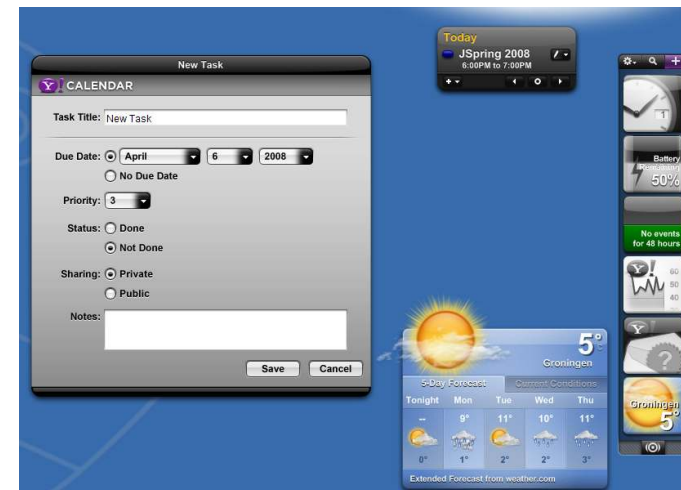 New Task
Y! CALENDAR
Task Title: New Task
Due Date: April 6 2008
No Due Date
Priority: 3
Status: Done
Not Done
Sharing: Private
Public
Notes:
Save Cancel
Today
JSpring 2008
6:00PM to 7:00PM
1
Battery
Remaining
50%
No events
for 48 hours
Y!
60
50
40
Y!
?
Groningen
5°
5°
Groningen
5-Day Forecast Current Conditions
Tonight Mon Tue Wed Thu
-- 9° 11° 10° 11°
0° 1° 2° 2° 3°
Extended Forecast from weather.com